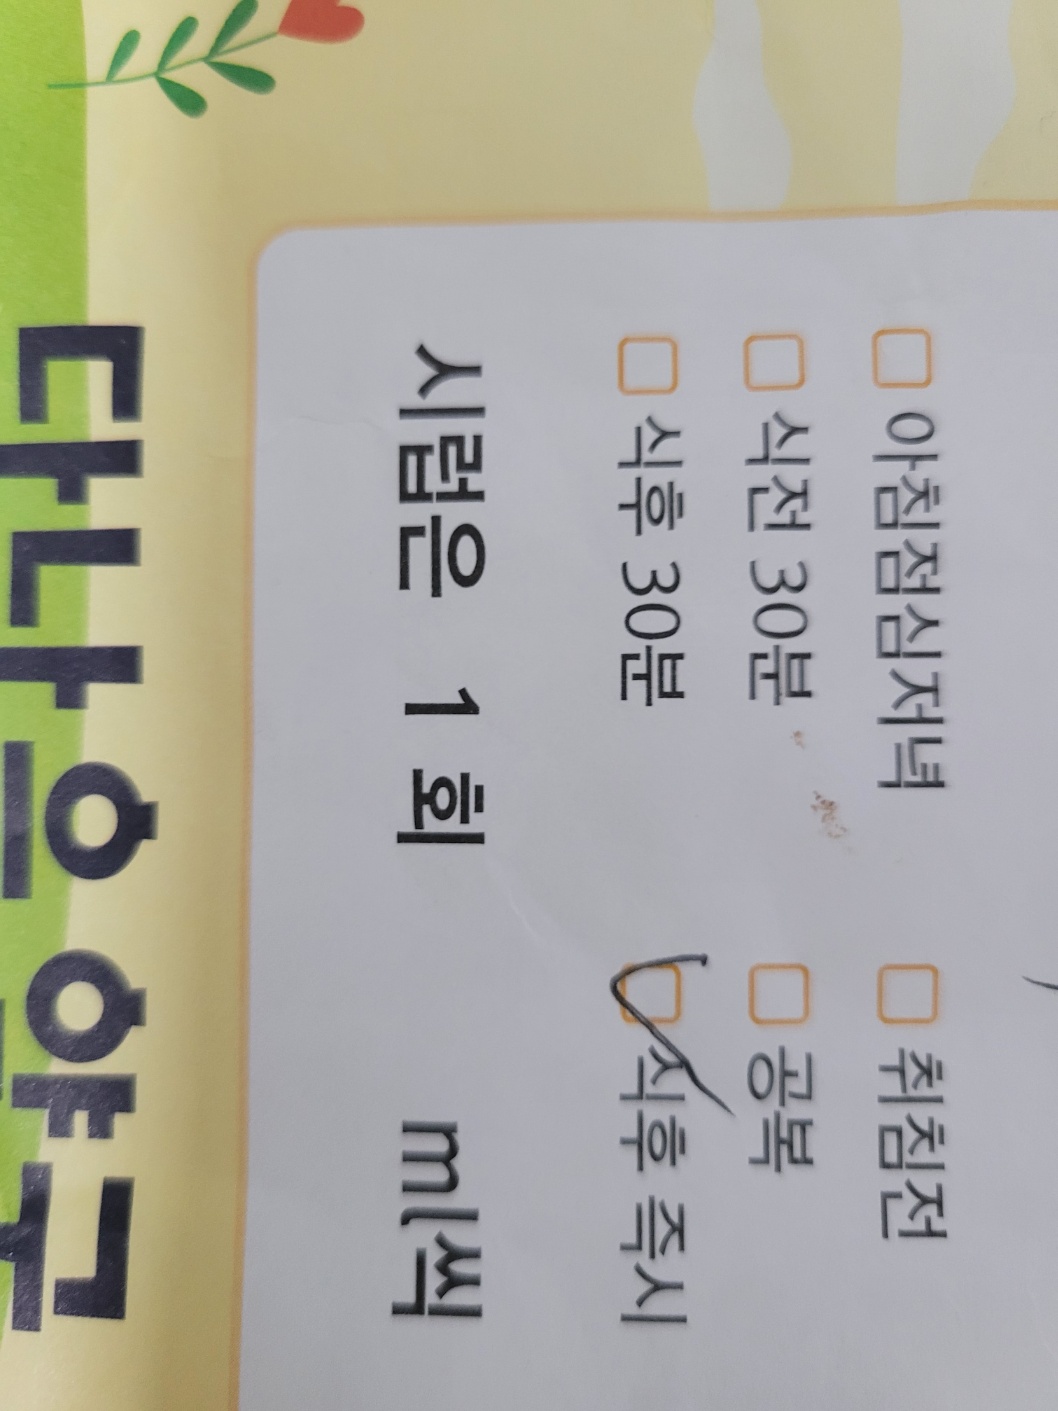 ☐ 아침점심저녁 ☐ 취침전
☐ 식전 30분 ☐ 공복
☑ 식후 30분 ☑ 식후 즉시
시럽은 1 회 ml씩
다나은약국